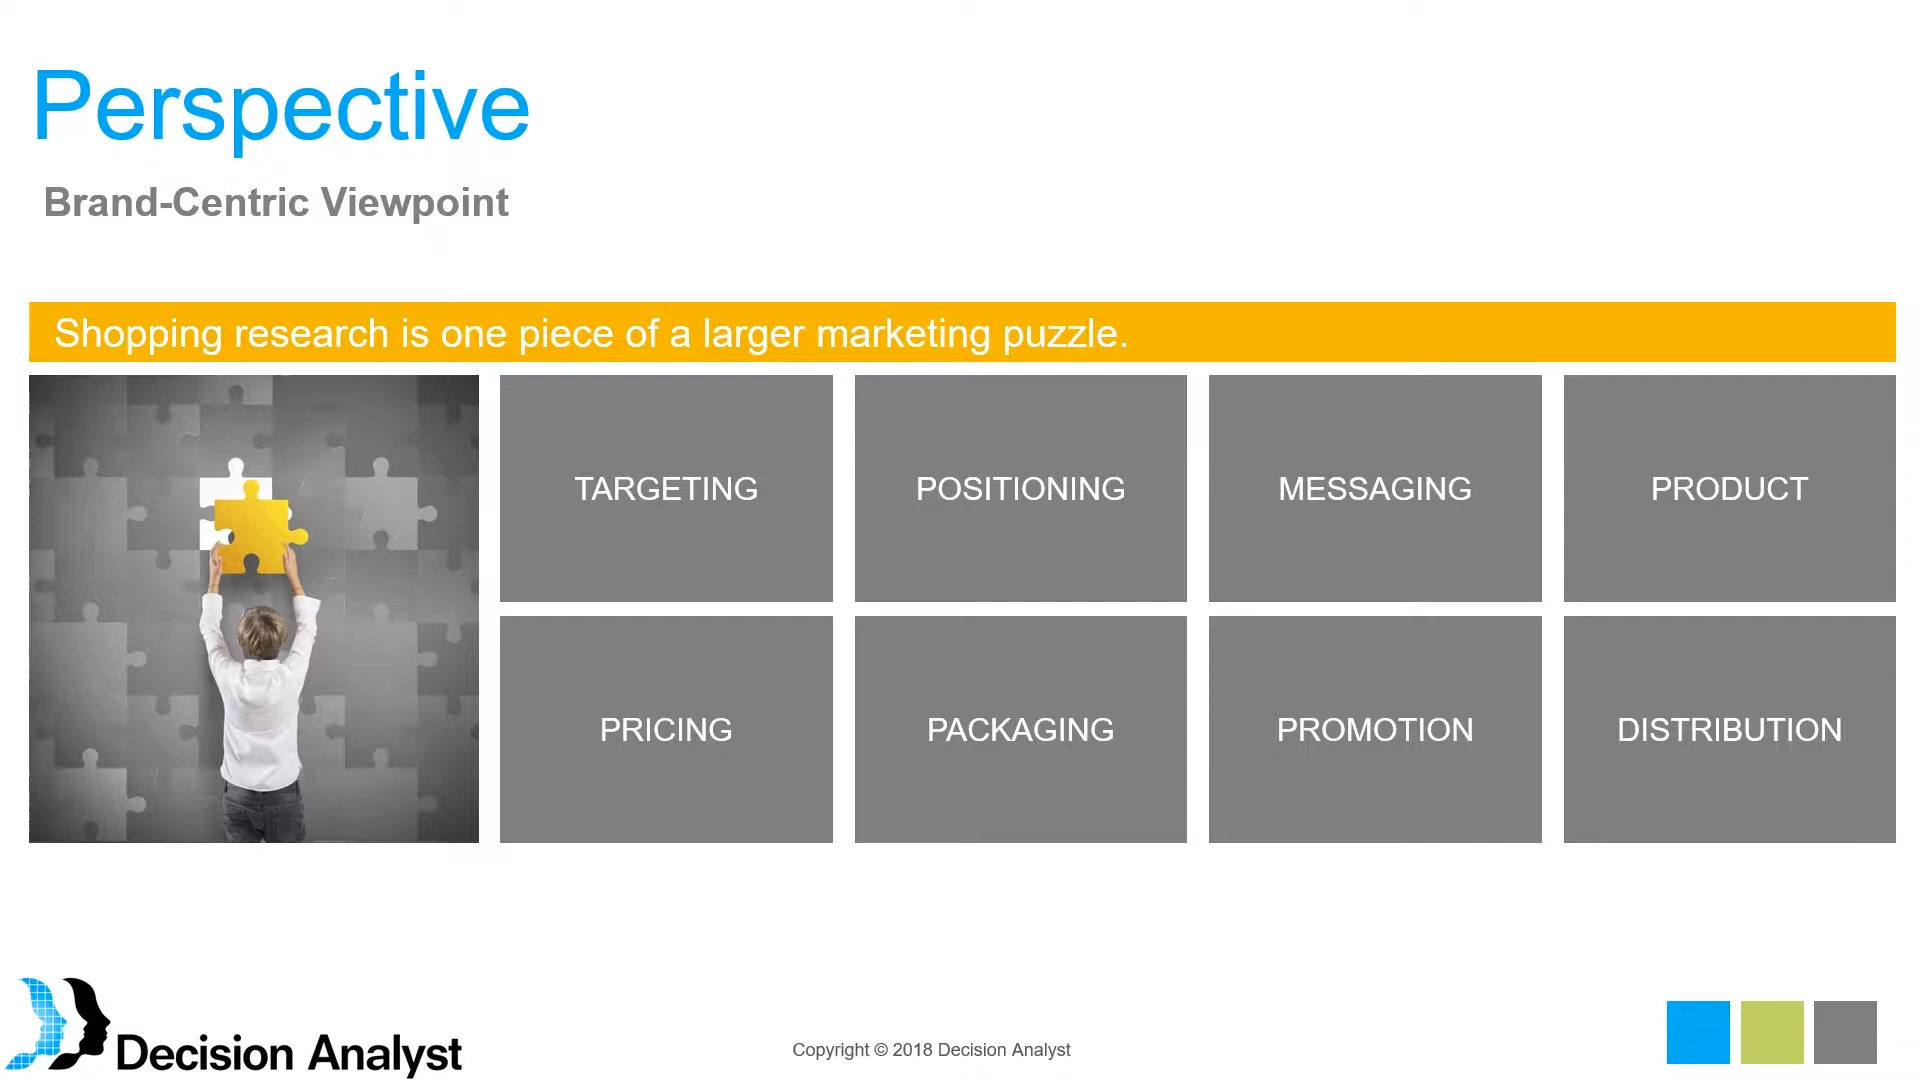 Perspective
Brand-Centric Viewpoint
Shopping research is one piece of a larger marketing puzzle.
TARGETING
POSITIONING
MESSAGING
PRODUCT
PRICING
PACKAGING
PROMOTION
DISTRIBUTION
Decision Analyst
Copyright © 2018 Decision Analyst